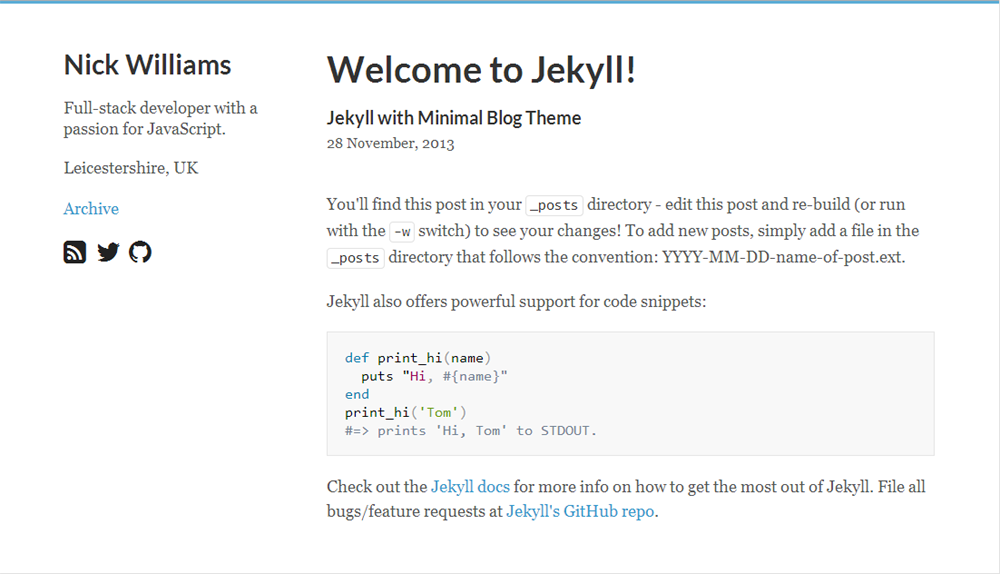 Nick Williams
Full-stack developer with a
passion for JavaScript.
Leicestershire, UK
Archive
Welcome to Jekyll!
Jekyll with Minimal Blog Theme
28 November, 2013
You'll find this post in your _posts directory - edit this post and re-build (or run
with the -w switch) to see your changes! To add new posts, simply add a file in the
_posts directory that follows the convention: YYYY-MM-DD-name-of-post.ext.
Jekyll also offers powerful support for code snippets:
def print_hi(name)
  puts "Hi, #{name}"
end
print_hi('Tom')
#=> prints 'Hi, Tom' to STDOUT.
Check out the Jekyll docs for more info on how to get the most out of Jekyll. File all
bugs/feature requests at Jekyll's GitHub repo.